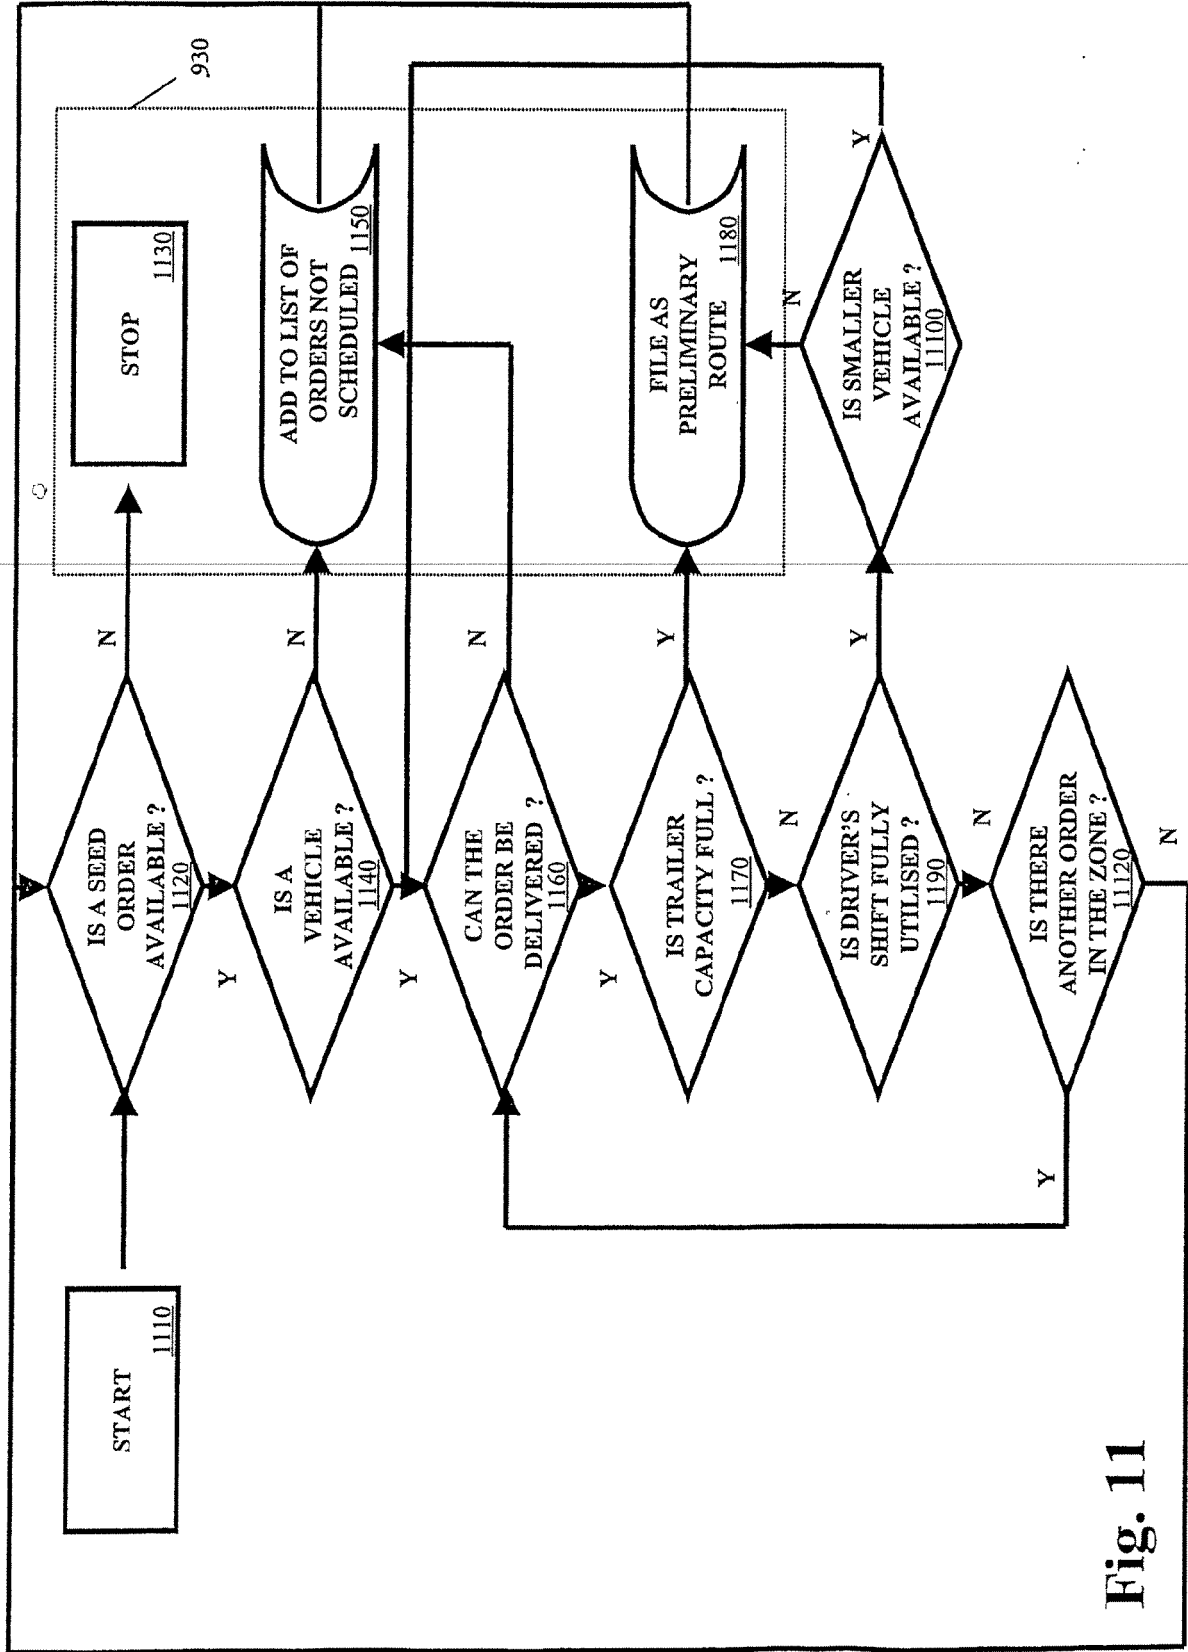 930
START
1110
IS A SEED
ORDER
AVAILABLE ?
1120
N
STOP
1130
Y
IS A
VEHICLE
AVAILABLE ?
1140
N
ADD TO LIST OF
ORDERS NOT
SCHEDULED
1150
Y
CAN THE
ORDER BE
DELIVERED ?
1160
N
Y
IS TRAILER
CAPACITY FULL ?
1170
Y
FILE AS
PRELIMINARY
ROUTE
1180
N
IS DRIVER'S
SHIFT FULLY
UTILISED ?
1190
Y
IS SMALLER
VEHICLE
AVAILABLE ?
11100
N
Y
N
IS THERE
ANOTHER ORDER
IN THE ZONE ?
11120
Y
N
Fig. 11